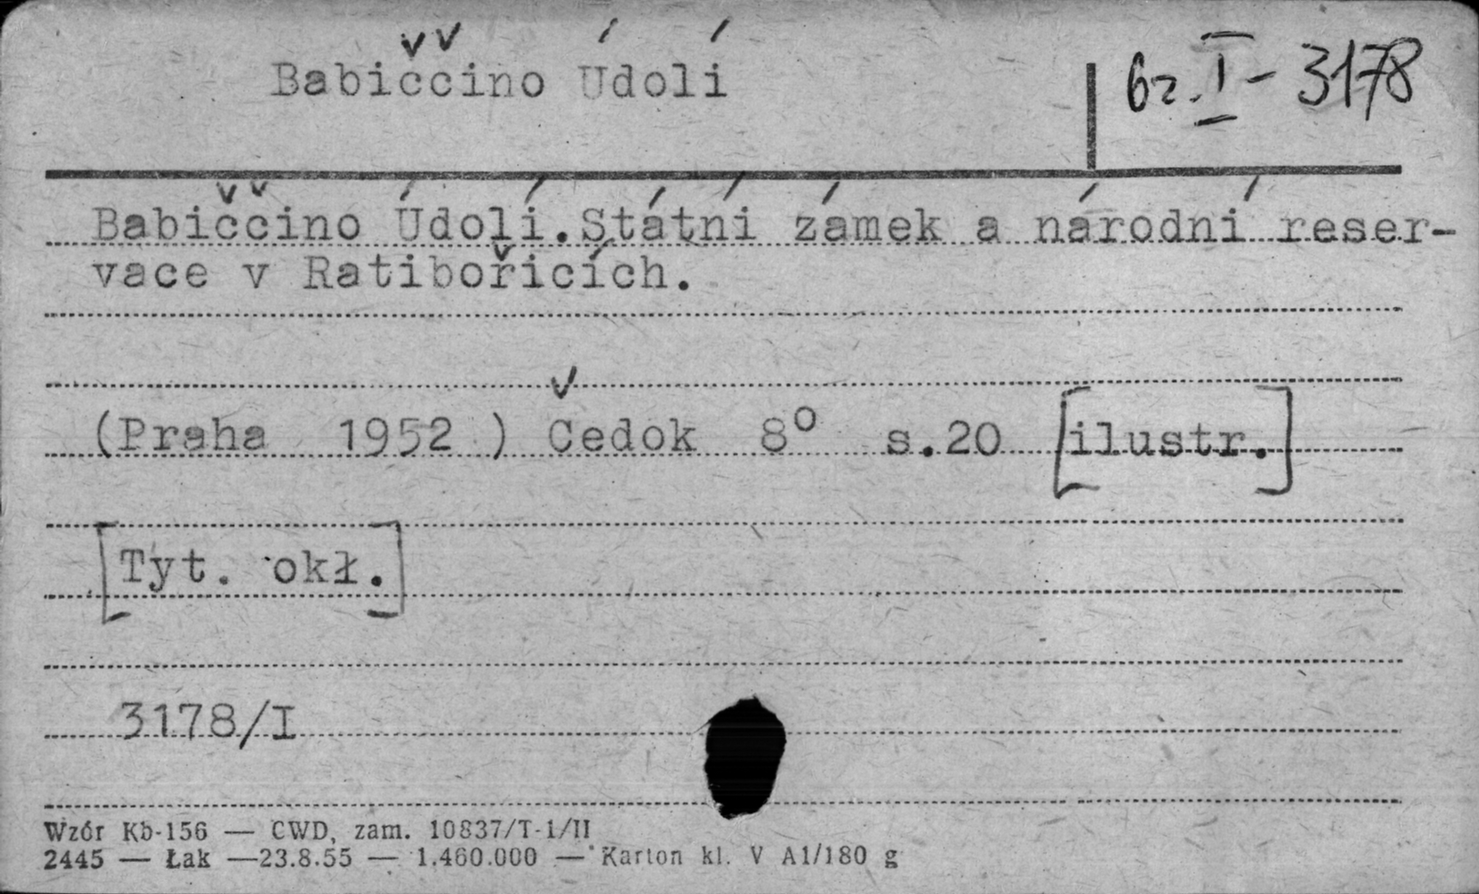 Babiččino Údolí
bz. I - 3178
Babiččino Údolí. Státní zámek a národní reser-
vace v Ratibořicích.
(Praha 1952 ) Čedok 8° s.20 [ilustr.]
[Tyt. okł.]
3178/I
Wzór Kb-156 — CWD, zam. 10837/T-1/II
2445 — Łak —23.8.55 — 1.460.000 — Karton kl. V A1/180 g